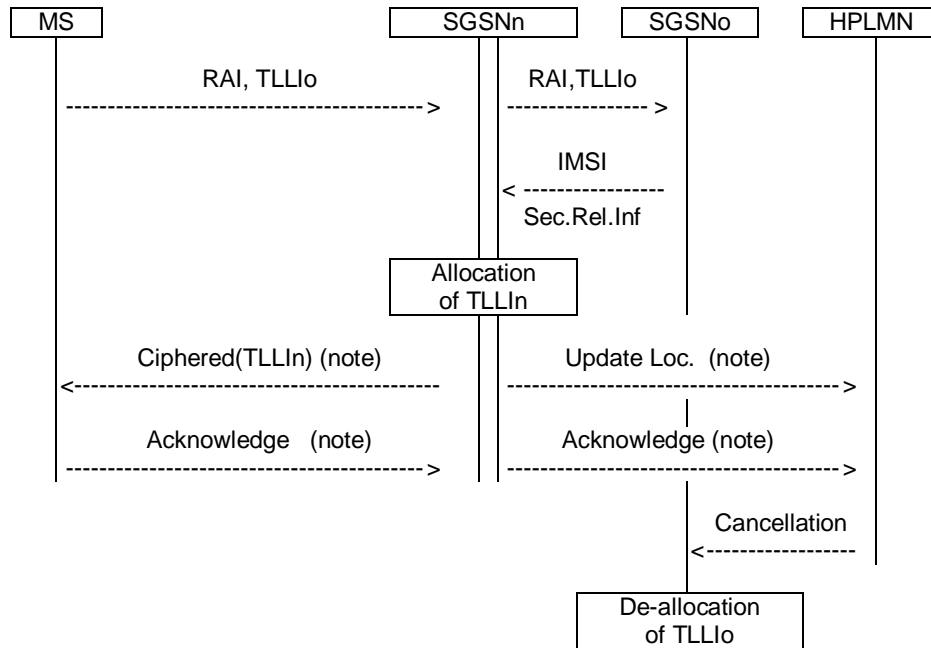 MS SGSNn SGSNo HPLMN
RAI, TLLIo RAI,TLLIo
IMSI
Sec.Rel.Inf
Allocation
of TLLIn
Ciphered(TLLIn) (note) Update Loc. (note)
Acknowledge (note) Acknowledge (note)
Cancellation
De-allocation
of TLLIo